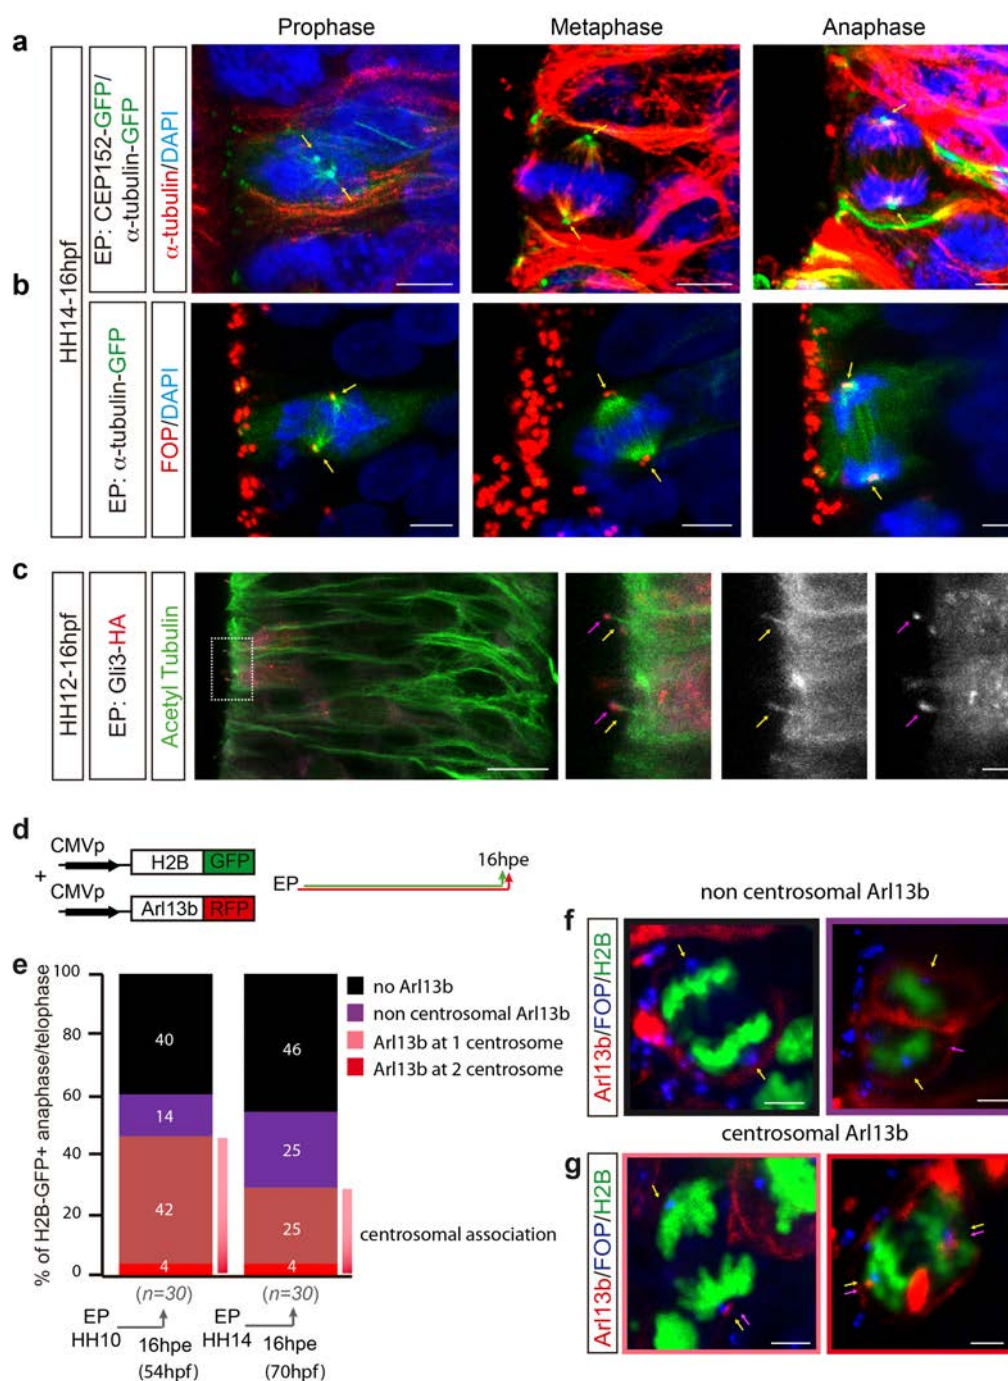 Prophase
Metaphase
Anaphase
a
HH14-16hpf
EP: CEP152-GFP/
α-tubulin-GFP
α-tubulin/DAPI
b
EP: α-tubulin-GFP
FOP/DAPI
c
HH12-16hpf
EP: Gli3-HA
Acetyl Tubulin
d
CMVp
H2B GFP
+
CMVp
Arl13b RFP
EP
16hpe
e
% of H2B-GFP+ anaphase/telophase
100
80
60
40
20
0
40
14
42
4
46
25
25
4
no Arl13b
non centrosomal Arl13b
Arl13b at 1 centrosome
Arl13b at 2 centrosome
centrosomal association
(n=30)
(n=30)
EP
HH10
16hpe
(54hpf)
EP
HH14
16hpe
(70hpf)
non centrosomal Arl13b
f
Arl13b/FOP/H2B
centrosomal Arl13b
g
Arl13b/FOP/H2B